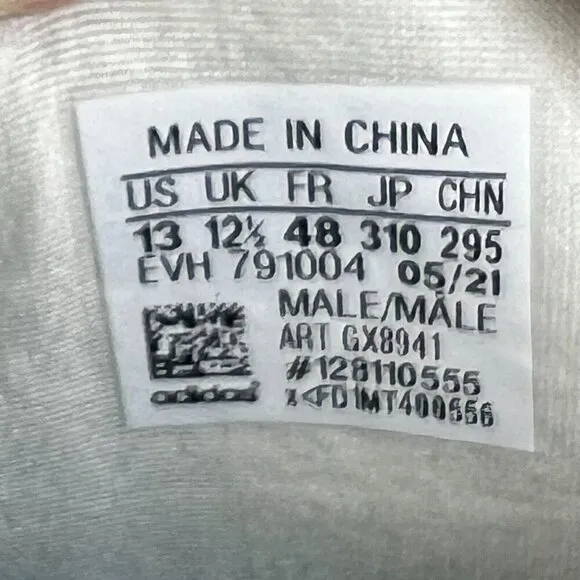 MADE IN CHINA
US UK FR JP CHN
13 12½ 48 310 295
EVH 791004 05/21
MALE/MÂLE
ART GX8941
#128110555
adidas